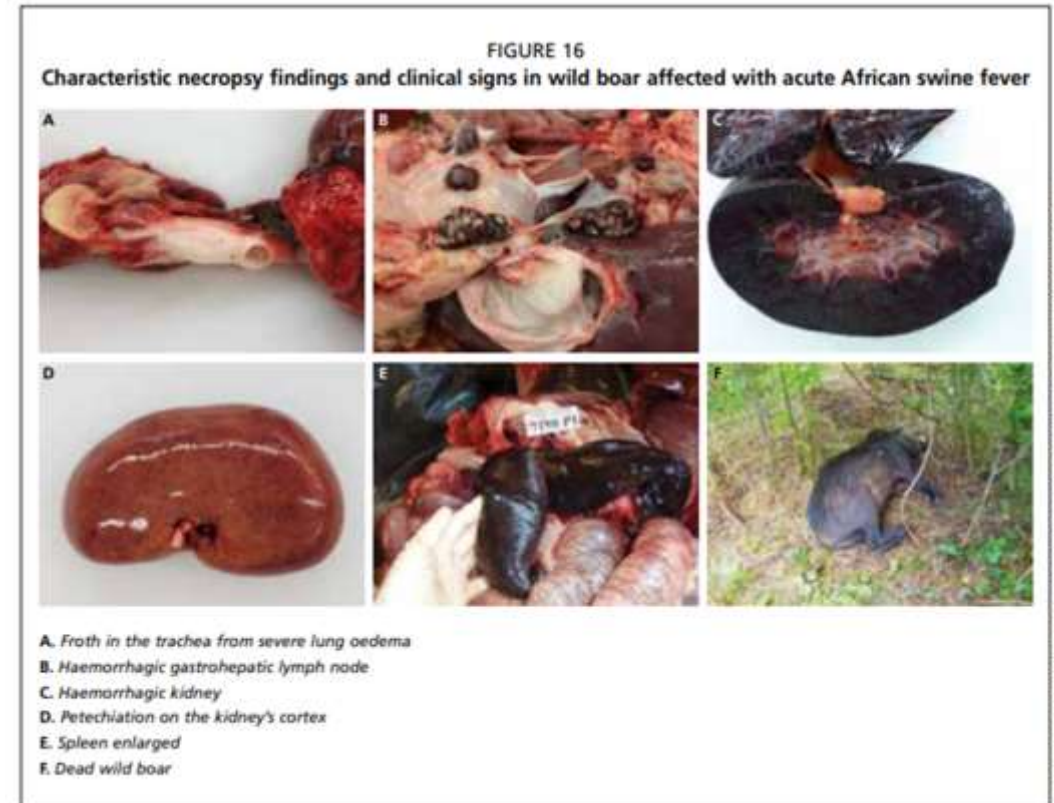 FIGURE 16
Characteristic necropsy findings and clinical signs in wild boar affected with acute African swine fever
A
B
C
D
E
F
A. Froth in the trachea from severe lung oedema
B. Haemorrhagic gastrohepatic lymph node
C. Haemorrhagic kidney
D. Petechiation on the kidney's cortex
E. Spleen enlarged
F. Dead wild boar